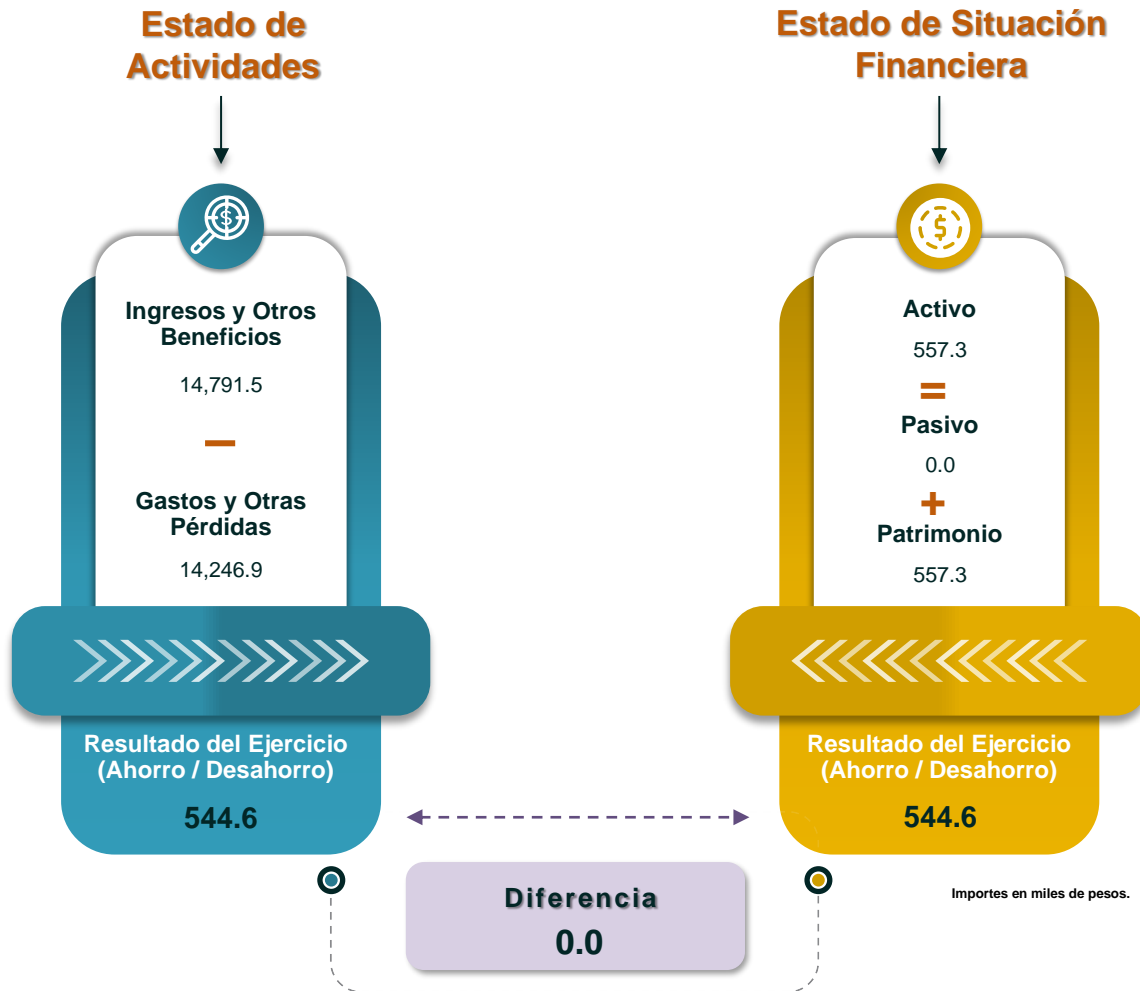 Estado de
Actividades
Ingresos y Otros
Beneficios
14,791.5
–
Gastos y Otras
Pérdidas
14,246.9
Resultado del Ejercicio
(Ahorro / Desahorro)
544.6
Estado de Situación
Financiera
$
Activo
557.3
=
Pasivo
0.0
+
Patrimonio
557.3
Resultado del Ejercicio
(Ahorro / Desahorro)
544.6
Diferencia
0.0
Importes en miles de pesos.